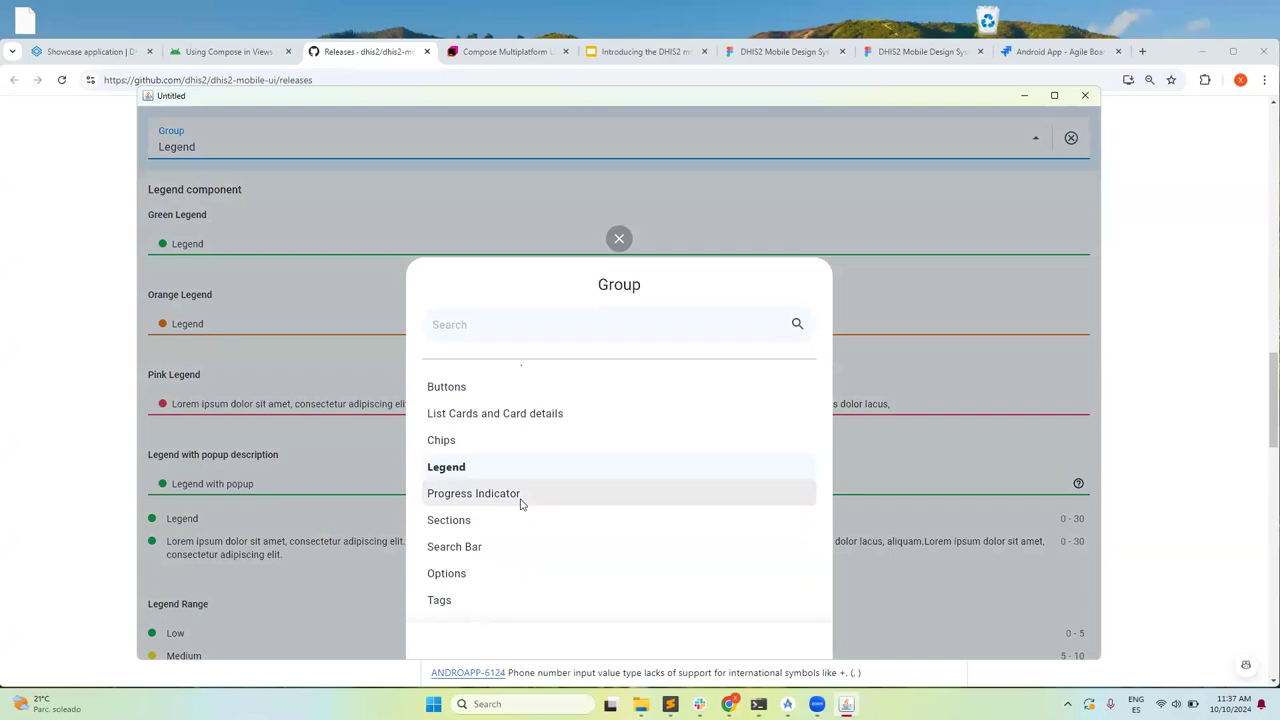 Showcase application | D
Using Compose in Views
Releases · dhis2/dhis2-mo
Compose Multiplatform U
Introducing the DHIS2 m
DHIS2 Mobile Design Sys
DHIS2 Mobile Design Sys
Android App - Agile Boa
https://github.com/dhis2/dhis2-mobile-ui/releases
X
Untitled
Group
Legend
Legend component
Green Legend
Legend
Orange Legend
Legend
Pink Legend
Lorem ipsum dolor sit amet, consectetur adipiscing eli
dolor lacus,
Legend with popup description
Legend with popup
Legend
0 - 30
Lorem ipsum dolor sit amet, consectetur adipiscing elit.
dolor lacus, aliquam.Lorem ipsum dolor sit amet,
0 - 30
consectetur adipiscing elit.
Legend Range
Low
0 - 5
Medium
5 - 10
Group
Search
Buttons
List Cards and Card details
Chips
Legend
Progress Indicator
Sections
Search Bar
Options
Tags
ANDROAPP-6124 Phone number input value type lacks of support for international symbols like +, (, )
21°C
Parc. soleado
Search
zoom
ENG
ES
11:37 AM
10/10/2024